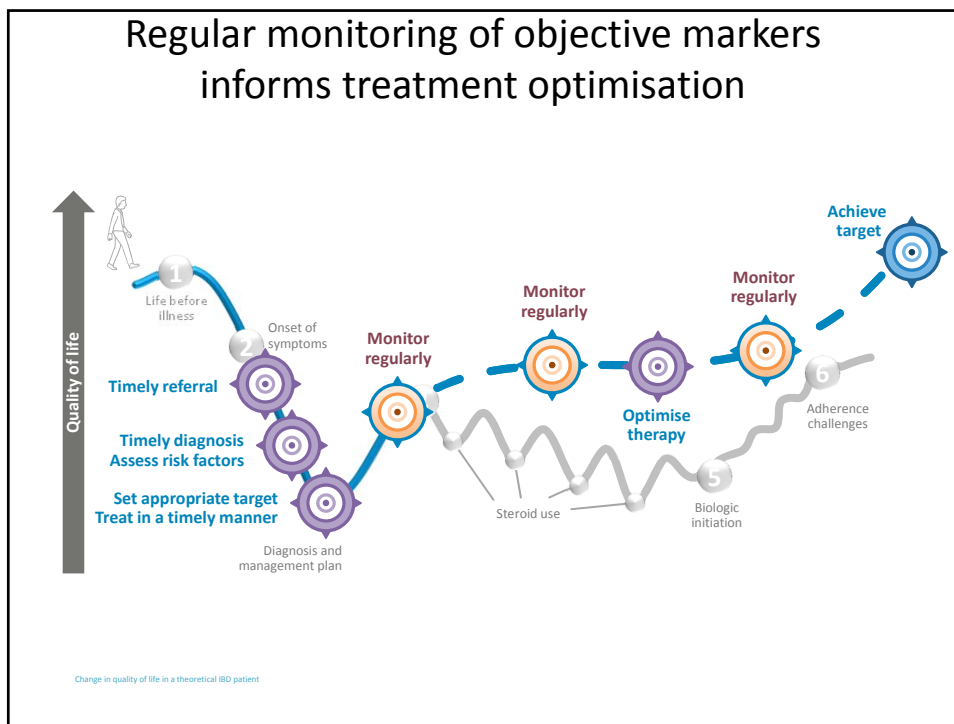 Regular monitoring of objective markers
informs treatment optimisation
Quality of life
1
Life before
illness
2
Onset of
symptoms
Timely referral
Timely diagnosis
Assess risk factors
Set appropriate target
Treat in a timely manner
Diagnosis and
management plan
Monitor
regularly
Monitor
regularly
Optimise
therapy
Monitor
regularly
Achieve
target
Steroid use
5
Biologic
initiation
6
Adherence
challenges
Change in quality of life in a theoretical IBD patient